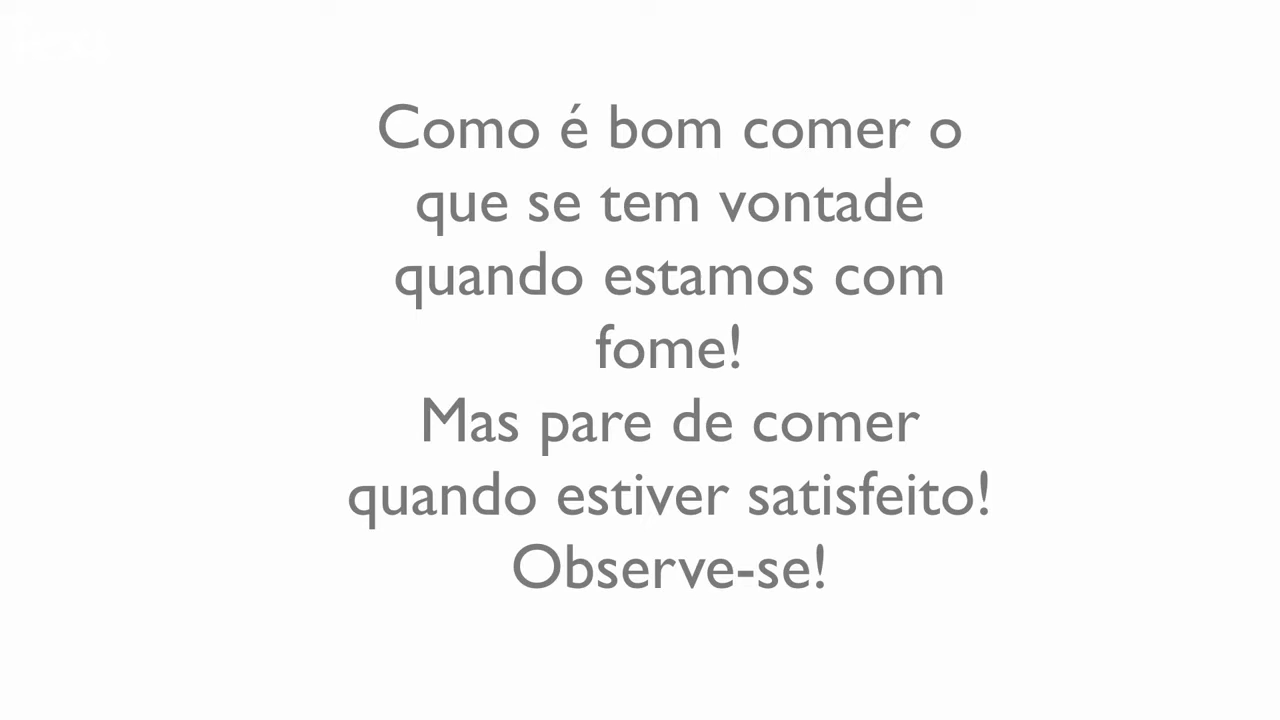 Como é bom comer o
que se tem vontade
quando estamos com
fome!
Mas pare de comer
quando estiver satisfeito!
Observe-se!